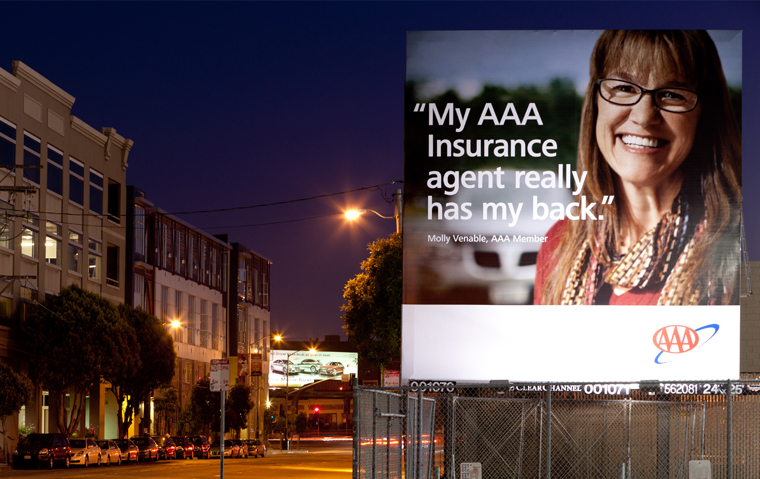 “My AAA
Insurance
agent really
has my back.”
Molly Venable, AAA Member
AAA
001070
CLEAR CHANNEL 001071